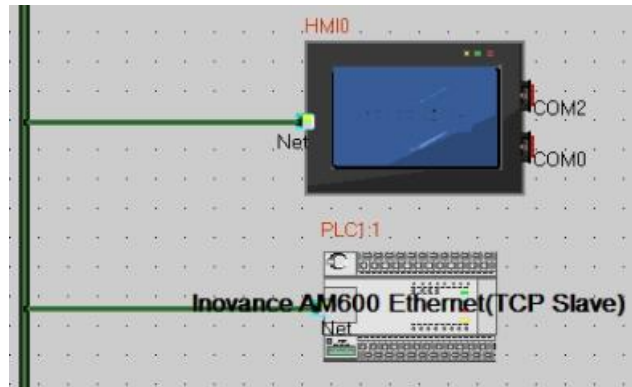 HMI0
COM2
Net
COM0
PLC1:1
Inovance AM600 Ethernet(TCP Slave)
Net